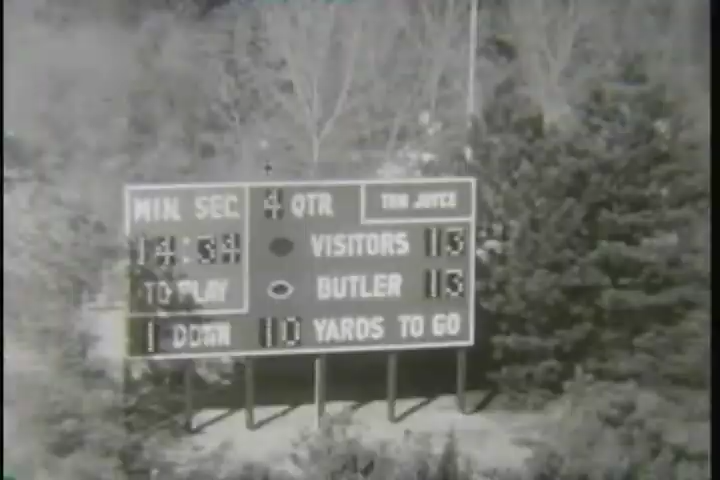 MIN. SEC. 4 QTR TOM JOYCE
14:34 VISITORS 13
TO PLAY BUTLER 13
1 DOWN 10 YARDS TO GO